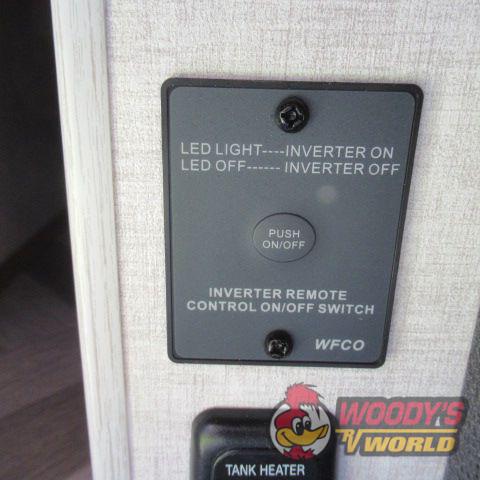 LED LIGHT----INVERTER ON
LED OFF------ INVERTER OFF
PUSH
ON/OFF
INVERTER REMOTE
CONTROL ON/OFF SWITCH
WFCO
WOODY'S
RV WORLD
TANK HEATER